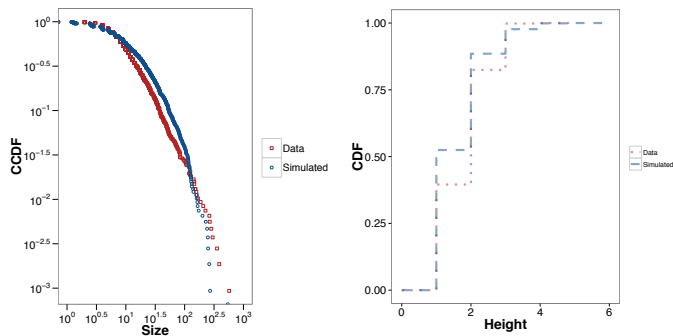 CCDF
10^0
10^-0.5
10^-1
10^-1.5
10^-2
10^-2.5
10^-3
10^0 10^0.5 10^1 10^1.5 10^2 10^2.5 10^3
Size
Data
Simulated
CDF
1.00
0.75
0.50
0.25
0.00
0 2 4 6
Height
Data
Simulated